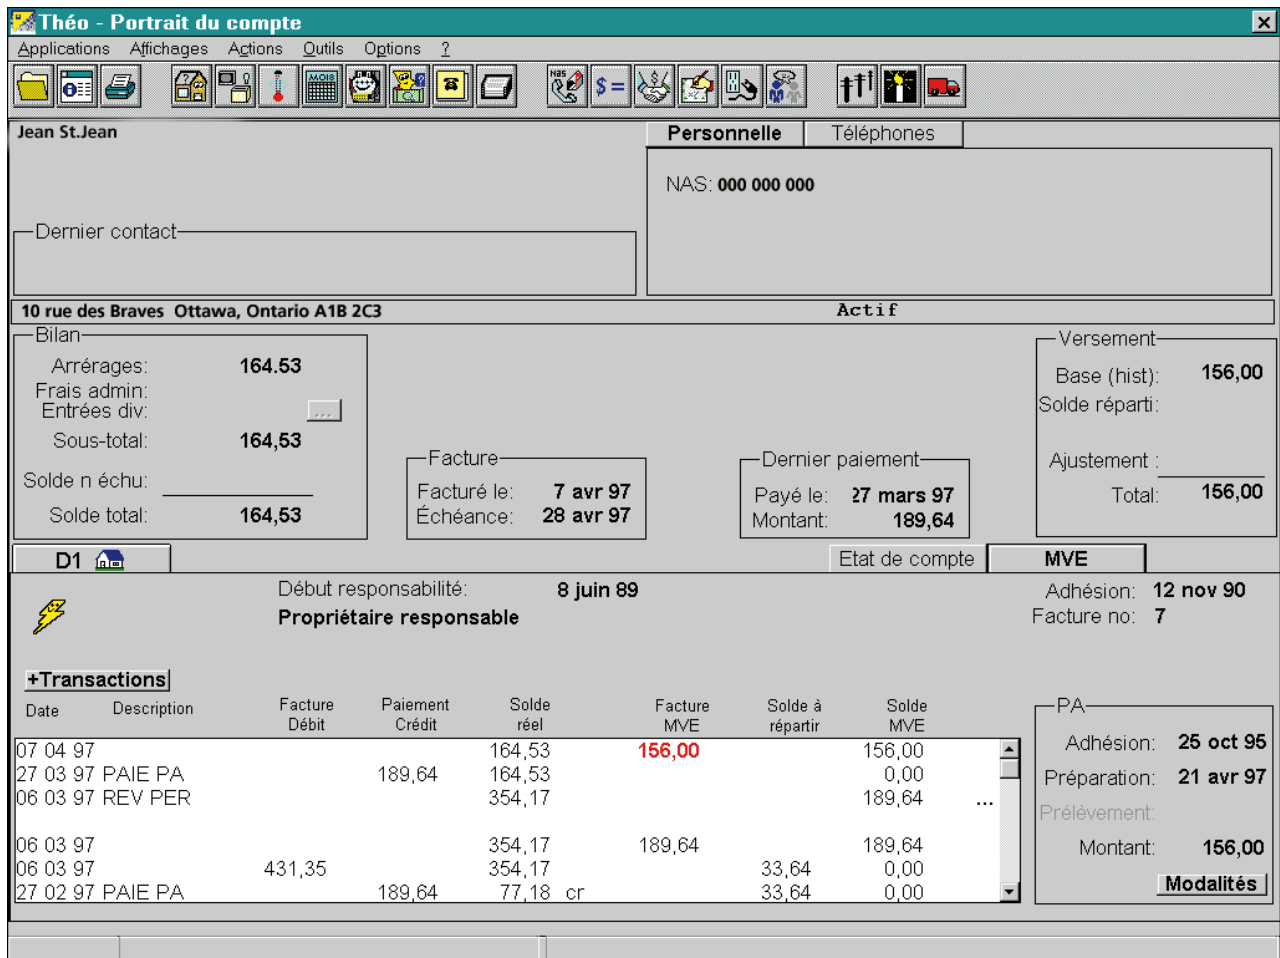 Théo - Portrait du compte
Applications Affichages Actions Outils Options ?
MOIS
Nas
$ =
Jean St.Jean
Personnelle Téléphones
NAS: 000 000 000
Dernier contact
10 rue des Braves Ottawa, Ontario A1B 2C3 Actif
Bilan
Arrérages: 164.53
Frais admin:
Entrées div: ...
Sous-total: 164,53
Solde n échu:
Solde total: 164,53
Facture
Facturé le: 7 avr 97
Échéance: 28 avr 97
Dernier paiement
Payé le: 27 mars 97
Montant: 189,64
Versement
Base (hist): 156,00
Solde réparti:
Ajustement :
Total: 156,00
D1 Etat de compte MVE
Début responsabilité: 8 juin 89
Propriétaire responsable
Adhésion: 12 nov 90
Facture no: 7
+Transactions
Date Description Facture Débit Paiement Crédit Solde réel Facture MVE Solde à répartir Solde MVE
07 04 97 164,53 156,00 156,00
27 03 97 PAIE PA 189,64 164,53 0,00
06 03 97 REV PER 354,17 189,64 ...
06 03 97 354,17 189,64 189,64
06 03 97 431,35 354,17 33,64 0,00
27 02 97 PAIE PA 189,64 77,18 cr 33,64 0,00
PA
Adhésion: 25 oct 95
Préparation: 21 avr 97
Prélèvement:
Montant: 156,00
Modalités